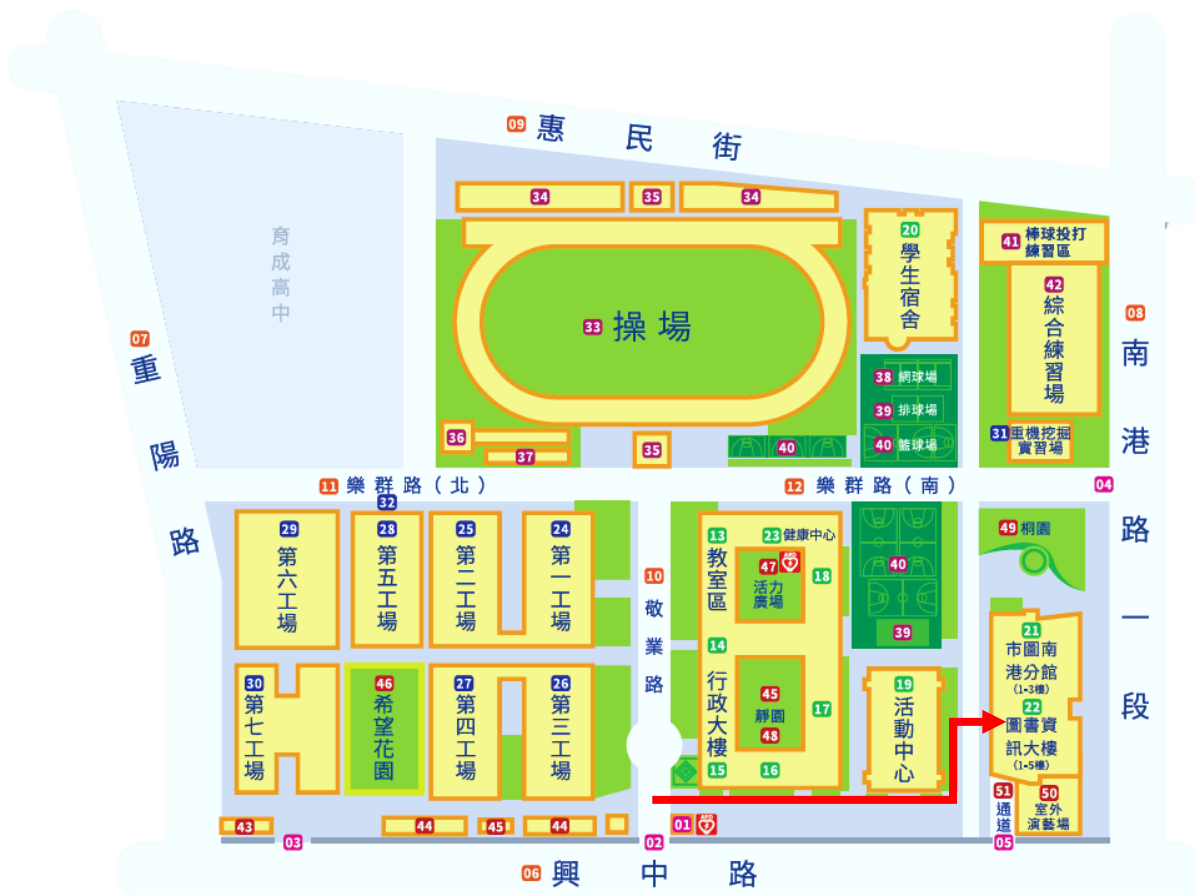 09 惠民街
34
35
34
育成高中
20
學生宿舍
41 棒球投打
練習區
42
綜合練習場
08
南港路一段
07
重陽路
33 操場
38 網球場
39 排球場
40 籃球場
36
37
35
40
31 重機挖掘
實習場
11 樂群路（北）
12 樂群路（南）
04
32
29
第六工場
28
第五工場
25
第二工場
24
第一工場
10
敬業路
13
教室區
23 健康中心
47
AED
活力
廣場
18
40
39
49 桐園
14
行政大樓
45
靜園
48
17
15
16
19
活動中心
21
市圖南
港分館
(1-3樓)
22
圖書資
訊大樓
(1-5樓)
30
第七工場
46
希望花園
27
第四工場
26
第三工場
51
通道
50
室外
演藝場
43
44
45
44
01
AED
03
02
05
06 興中路